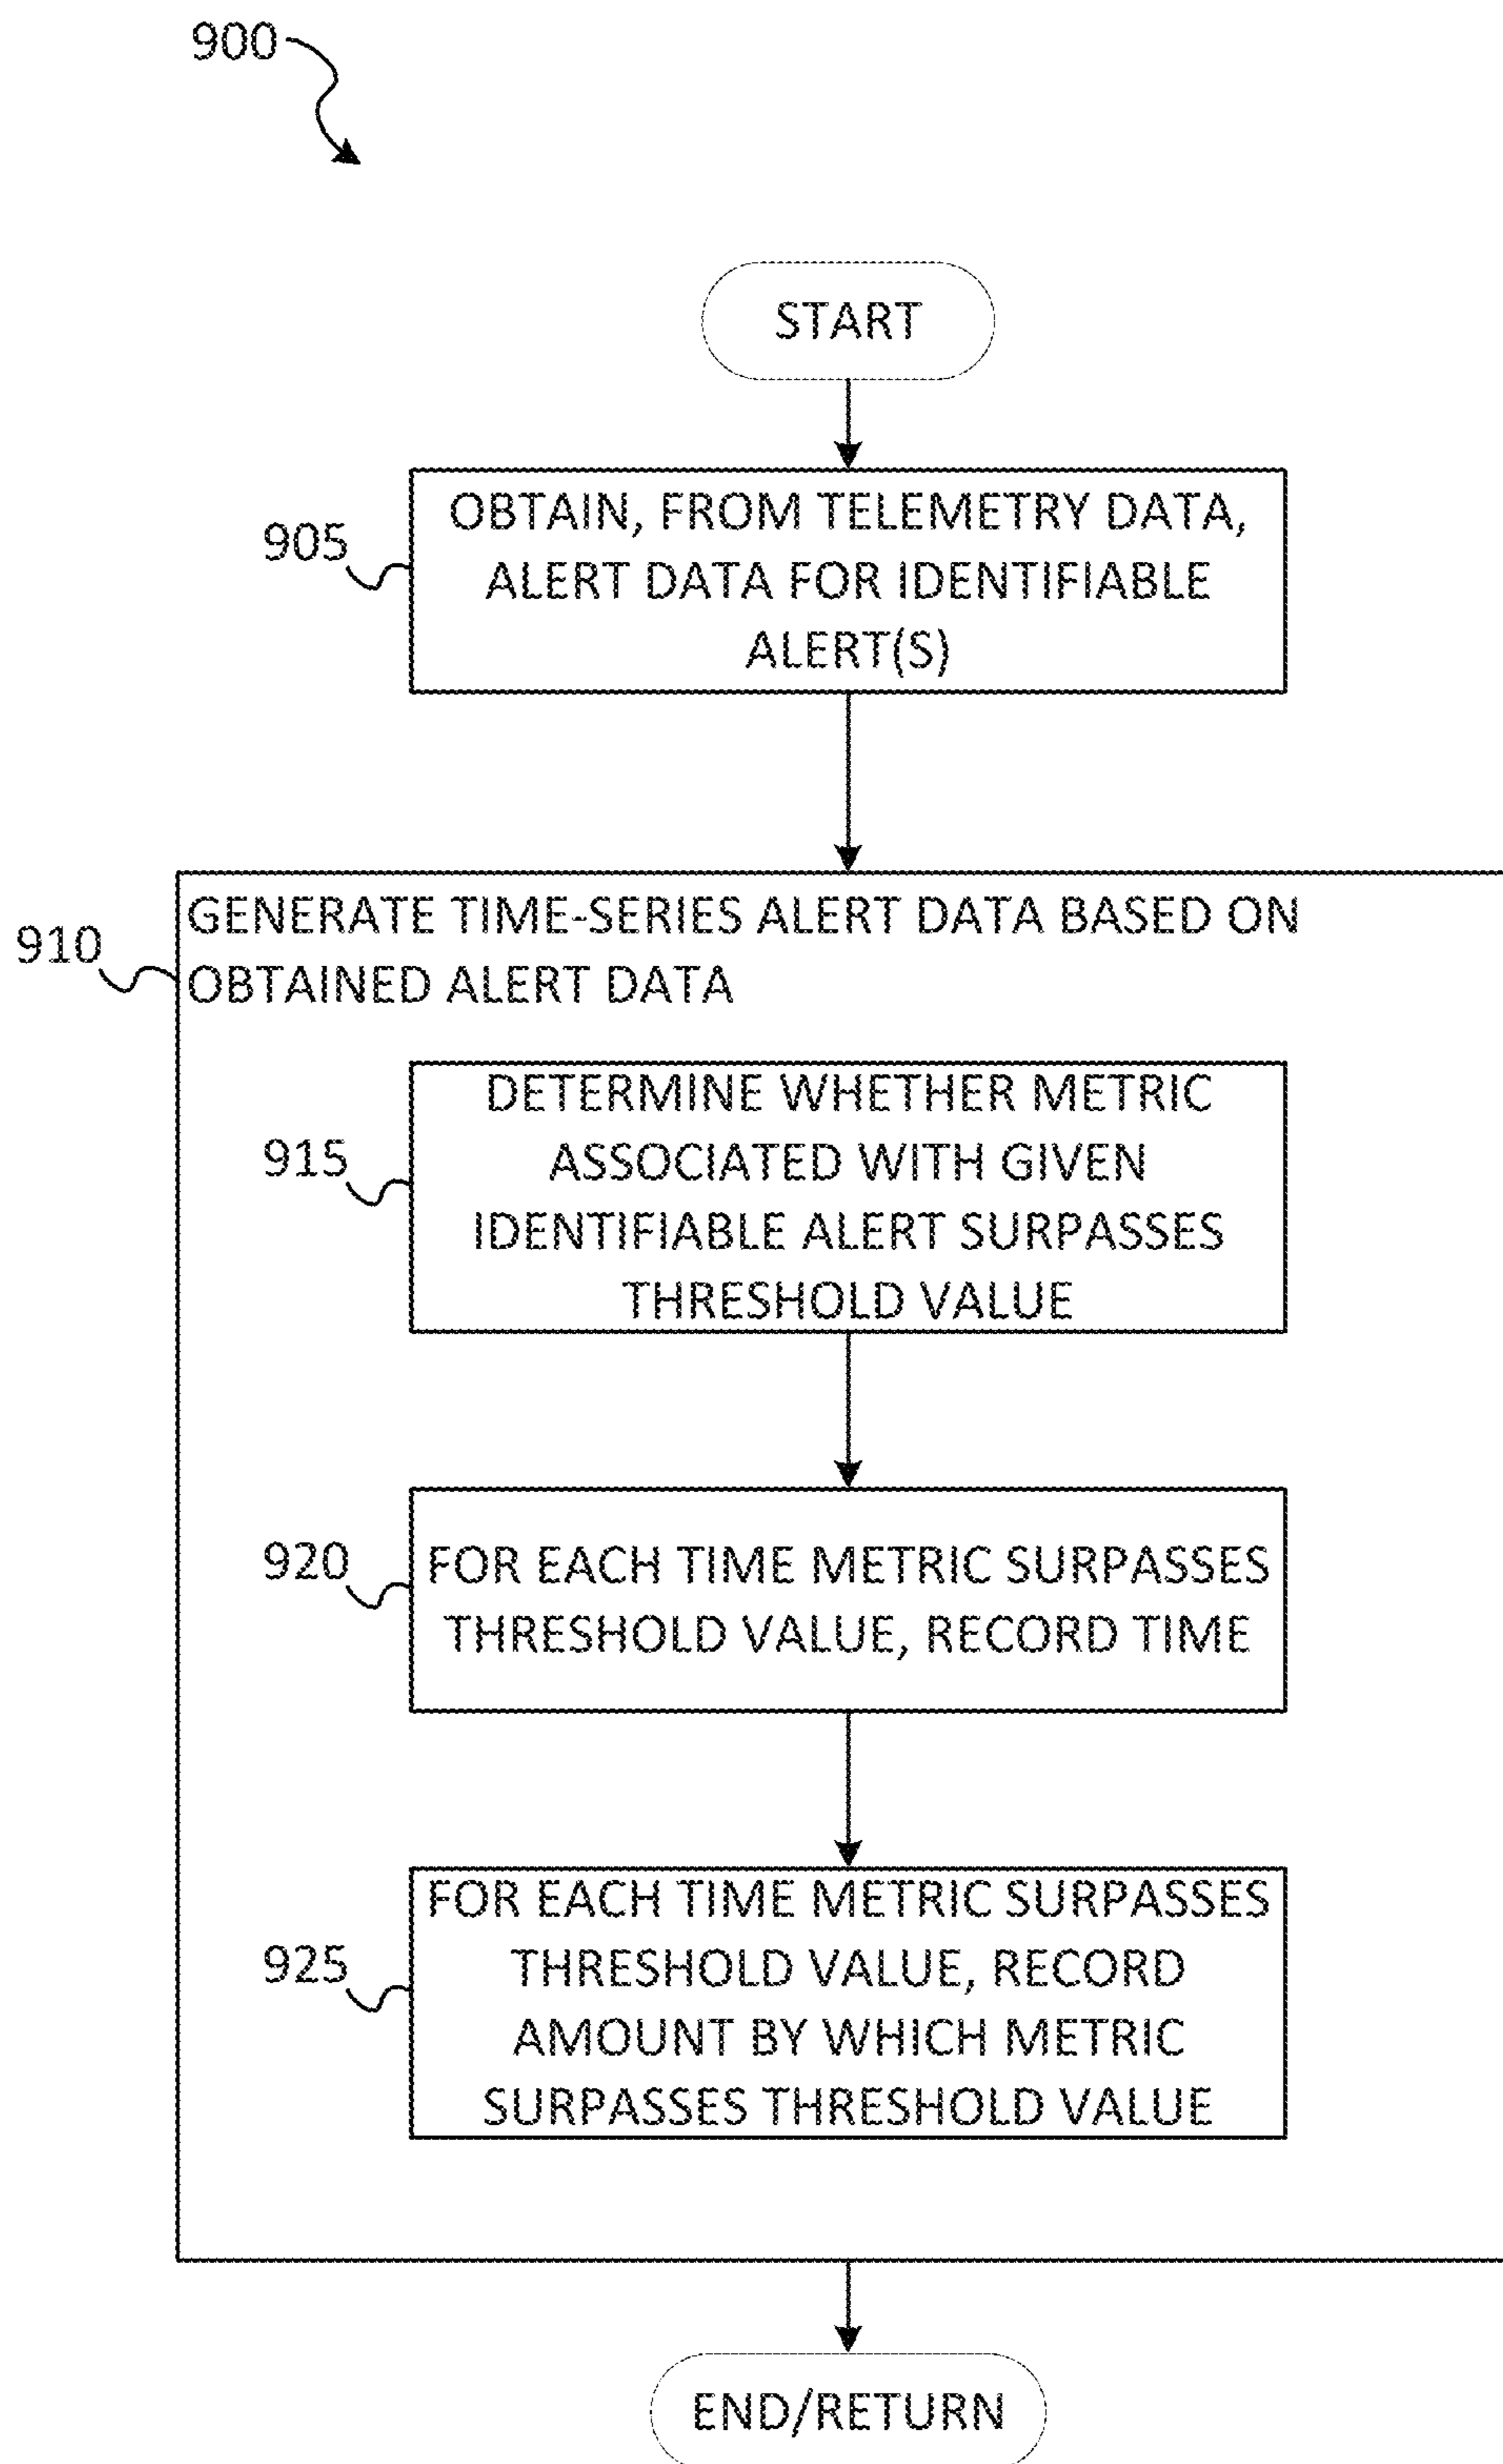 900
START
905
OBTAIN, FROM TELEMETRY DATA,
ALERT DATA FOR IDENTIFIABLE
ALERT(S)
910
GENERATE TIME-SERIES ALERT DATA BASED ON
OBTAINED ALERT DATA
915
DETERMINE WHETHER METRIC
ASSOCIATED WITH GIVEN
IDENTIFIABLE ALERT SURPASSES
THRESHOLD VALUE
920
FOR EACH TIME METRIC SURPASSES
THRESHOLD VALUE, RECORD TIME
925
FOR EACH TIME METRIC SURPASSES
THRESHOLD VALUE, RECORD
AMOUNT BY WHICH METRIC
SURPASSES THRESHOLD VALUE
END/RETURN